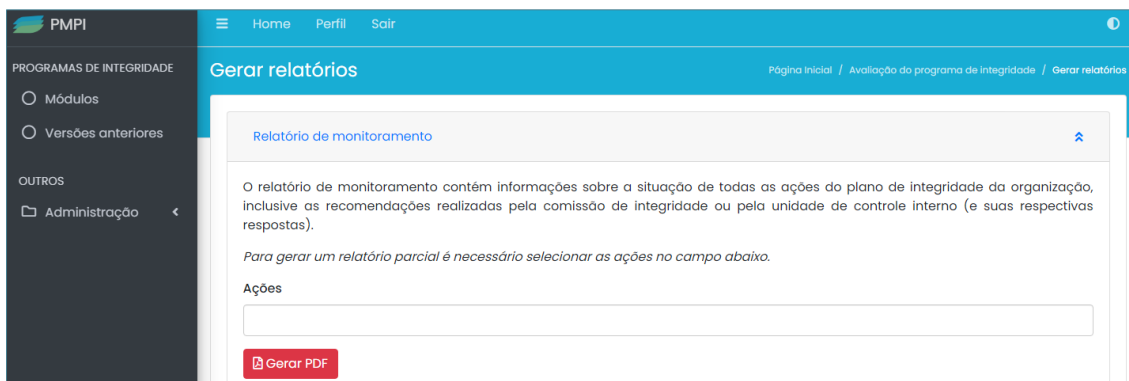 PMPI
Home Perfil Sair
PROGRAMAS DE INTEGRIDADE
Módulos
Versões anteriores
OUTROS
Administração
Gerar relatórios
Página Inicial / Avaliação do programa de integridade / Gerar relatórios
Relatório de monitoramento
O relatório de monitoramento contém informações sobre a situação de todas as ações do plano de integridade da organização,
inclusive as recomendações realizadas pela comissão de integridade ou pela unidade de controle interno (e suas respectivas
respostas).
Para gerar um relatório parcial é necessário selecionar as ações no campo abaixo.
Ações
Gerar PDF